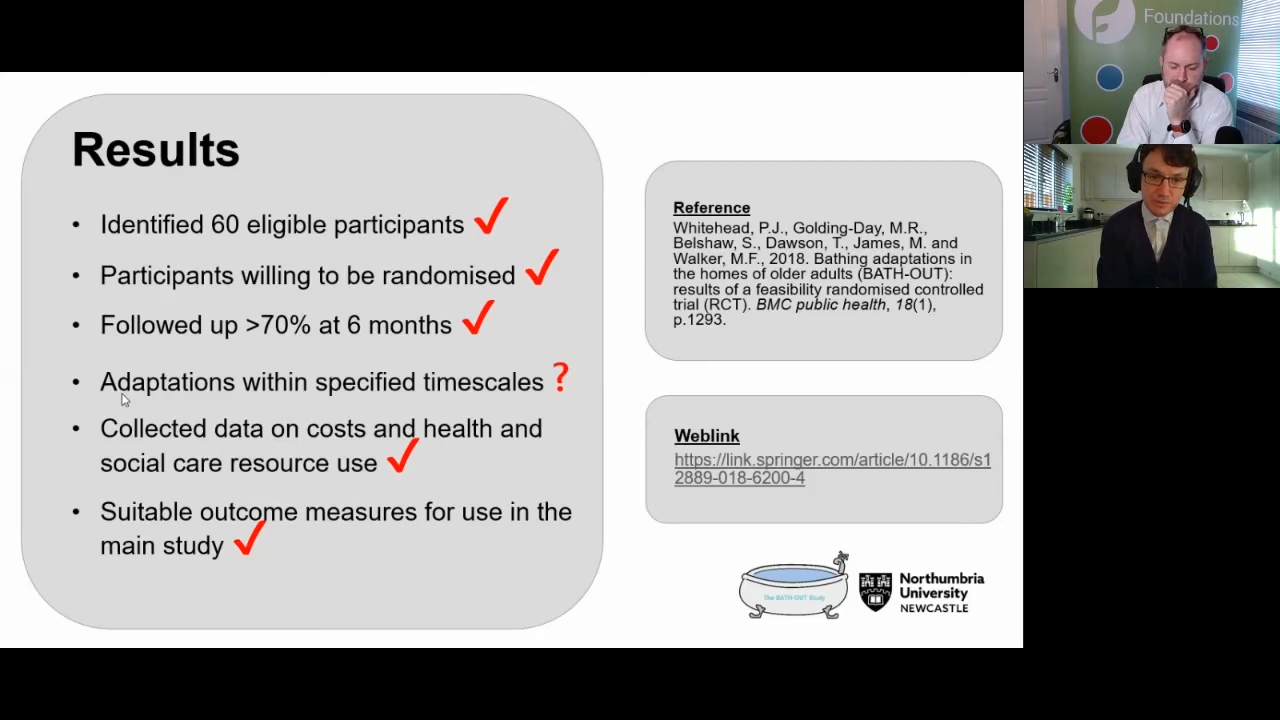 Results
• Identified 60 eligible participants ✓
• Participants willing to be randomised ✓
• Followed up >70% at 6 months ✓
• Adaptations within specified timescales ?
• Collected data on costs and health and
social care resource use ✓
• Suitable outcome measures for use in the
main study ✓
Reference
Whitehead, P.J., Golding-Day, M.R.,
Belshaw, S., Dawson, T., James, M. and
Walker, M.F., 2018. Bathing adaptations in
the homes of older adults (BATH-OUT):
results of a feasibility randomised controlled
trial (RCT). BMC public health, 18(1),
p.1293.
Weblink
https://link.springer.com/article/10.1186/s1
2889-018-6200-4
The BATH-OUT Study
Northumbria
University
NEWCASTLE
Foundations